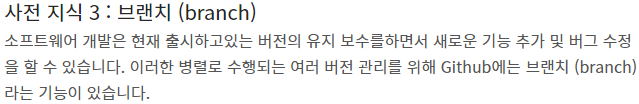 사전 지식 3 : 브랜치 (branch)
소프트웨어 개발은 현재 출시하고있는 버전의 유지 보수를하면서 새로운 기능 추가 및 버그 수정
을 할 수 있습니다. 이러한 병렬로 수행되는 여러 버전 관리를 위해 Github에는 브랜치 (branch)
라는 기능이 있습니다.